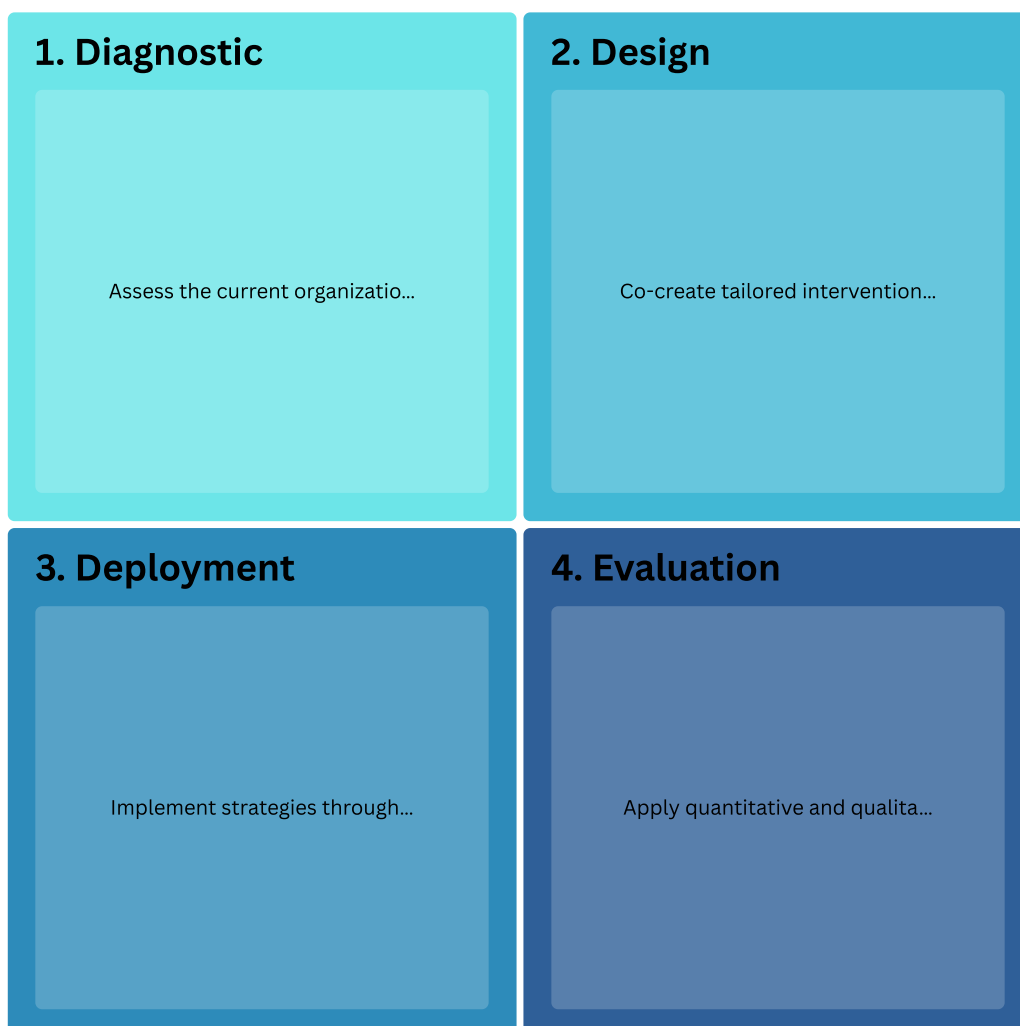 1. Diagnostic
Assess the current organizatio...
2. Design
Co-create tailored intervention...
3. Deployment
Implement strategies through...
4. Evaluation
Apply quantitative and qualita...